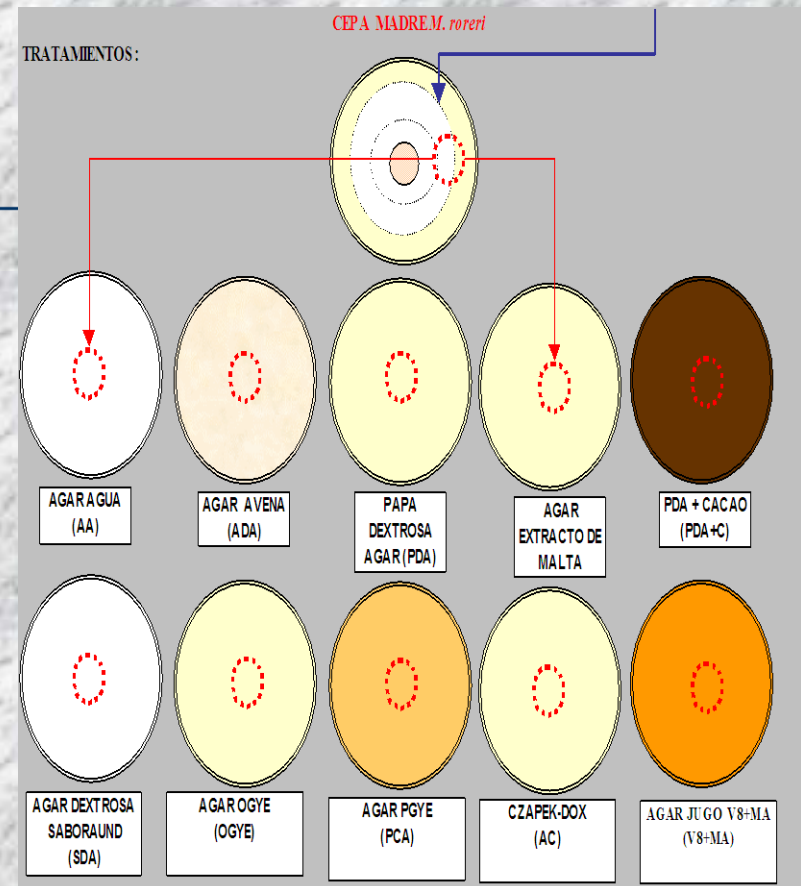 CEPA MADRE M. roreri
TRATAMIENTOS:
AGAR AGUA
(AA)
AGAR AVENA
(ADA)
PAPA
DEXTROSA
AGAR (PDA)
AGAR
EXTRACTO DE
MALTA
PDA + CACAO
(PDA+C)
AGAR DEXTROSA
SABORAUND
(SDA)
AGAR OGYE
(OGYE)
AGAR PGYE
(PCA)
CZAPEK-DOX
(AC)
AGAR JUGO V8+MA
(V8+MA)